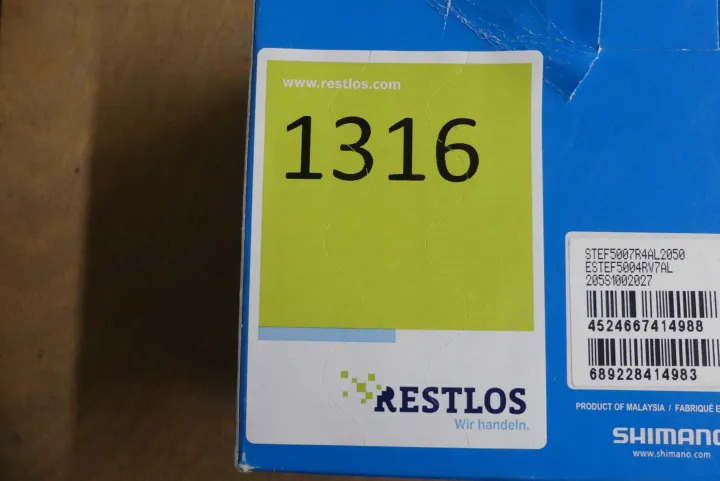 www.restlos.com
1316
RESTLOS
Wir handeln.
STEF5007R4AL2050
ESTEF5004RV7AL
205S1002027
4524667414988
689228414983
PRODUCT OF MALAYSIA / FABRIQUÉ
SHIMANO
www.shimano.com